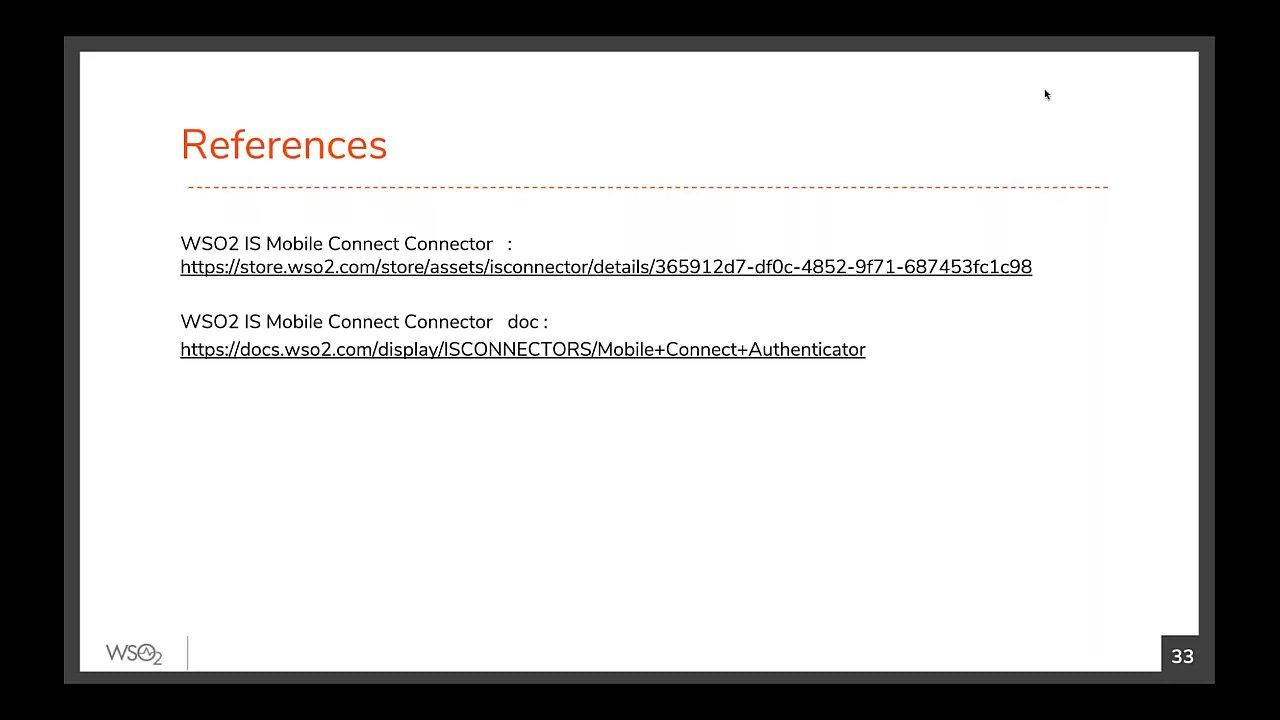 References
WSO2 IS Mobile Connect Connector :
https://store.wso2.com/store/assets/isconnector/details/365912d7-df0c-4852-9f71-687453fc1c98
WSO2 IS Mobile Connect Connector doc :
https://docs.wso2.com/display/ISCONNECTORS/Mobile+Connect+Authenticator
WSO2
33